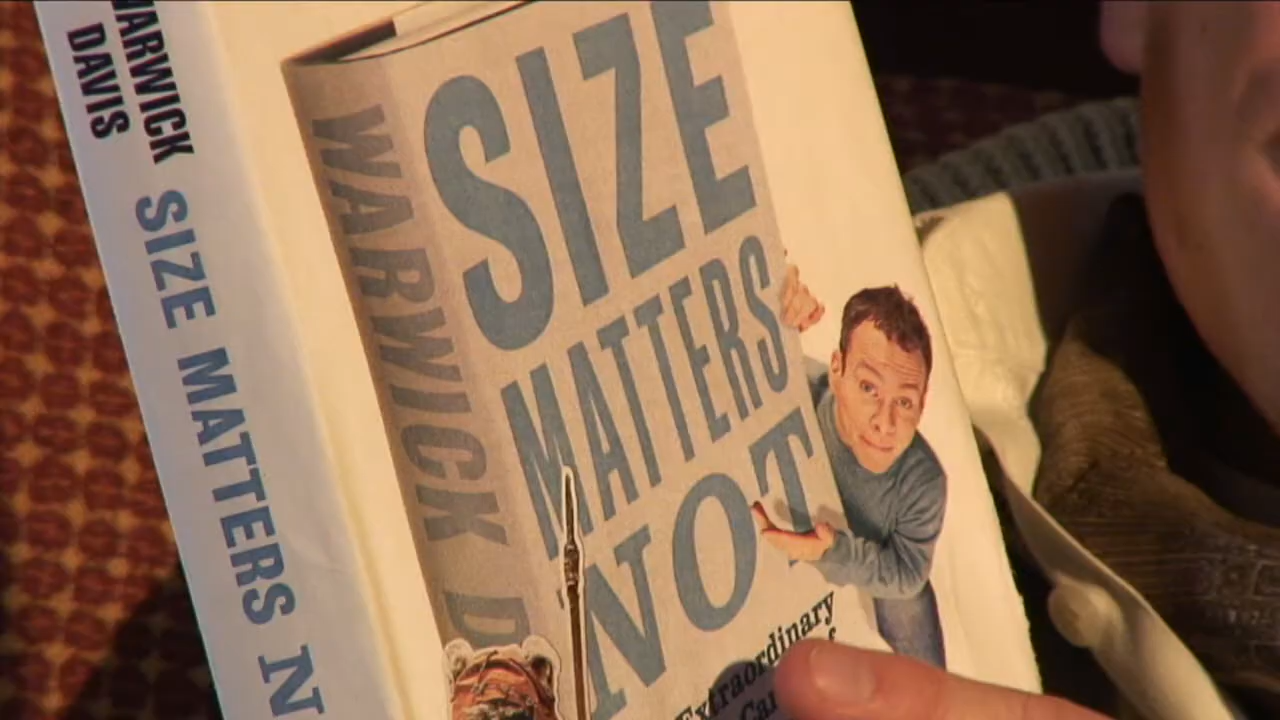 WARWICK
DAVIS
SIZE MATTERS N
WARWICK D
SIZE
MATTERS
NOT
Extraordinary